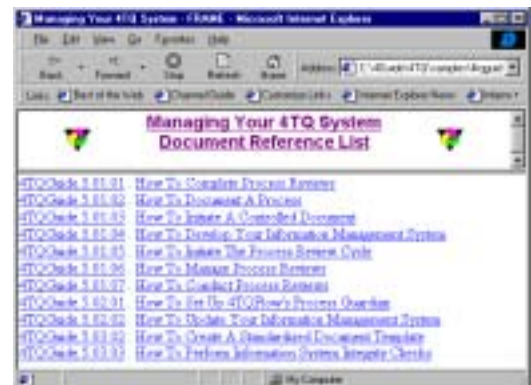 Managing Your 4TQ System - FRAME - Microsoft Internet Explorer
File Edit View Go Favorites Help
Back Forward Stop Refresh Home Address
Links Best of the Web Channel Guide Customize Links Internet Explorer News
Managing Your 4TQ System
Document Reference List
4TQGuide 5.01.01 How To Complete Process Reviews
4TQGuide 5.01.02 How To Document A Process
4TQGuide 5.01.03 How To Initiate A Controlled Document
4TQGuide 5.01.04 How To Develop Your Information Management System
4TQGuide 5.01.05 How To Initiate The Process Review Cycle
4TQGuide 5.01.06 How To Manage Process Reviews
4TQGuide 5.01.07 How To Conduct Process Reviews
4TQGuide 5.02.01 How To Set Up 4TQFlow's Process Guardian
4TQGuide 5.02.02 How To Update Your Information Management System
4TQGuide 5.03.02 How To Create A Standardized Document Template
4TQGuide 5.03.03 How To Perform Information System Integrity Checks
My Computer